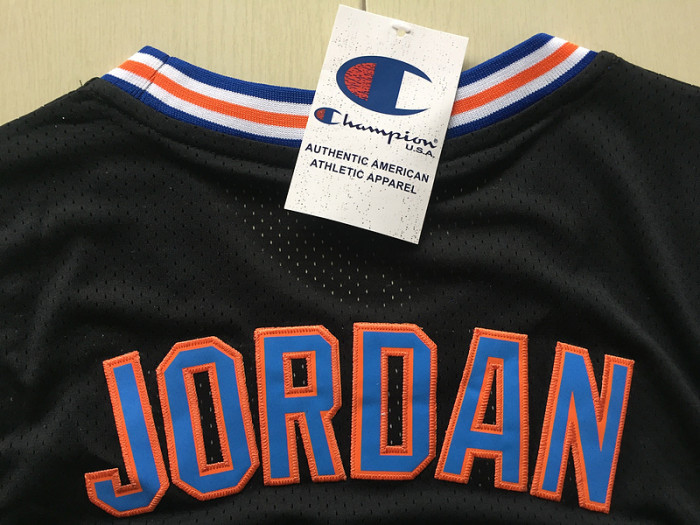 Champion
U.S.A.
AUTHENTIC AMERICAN
ATHLETIC APPAREL
JORDAN